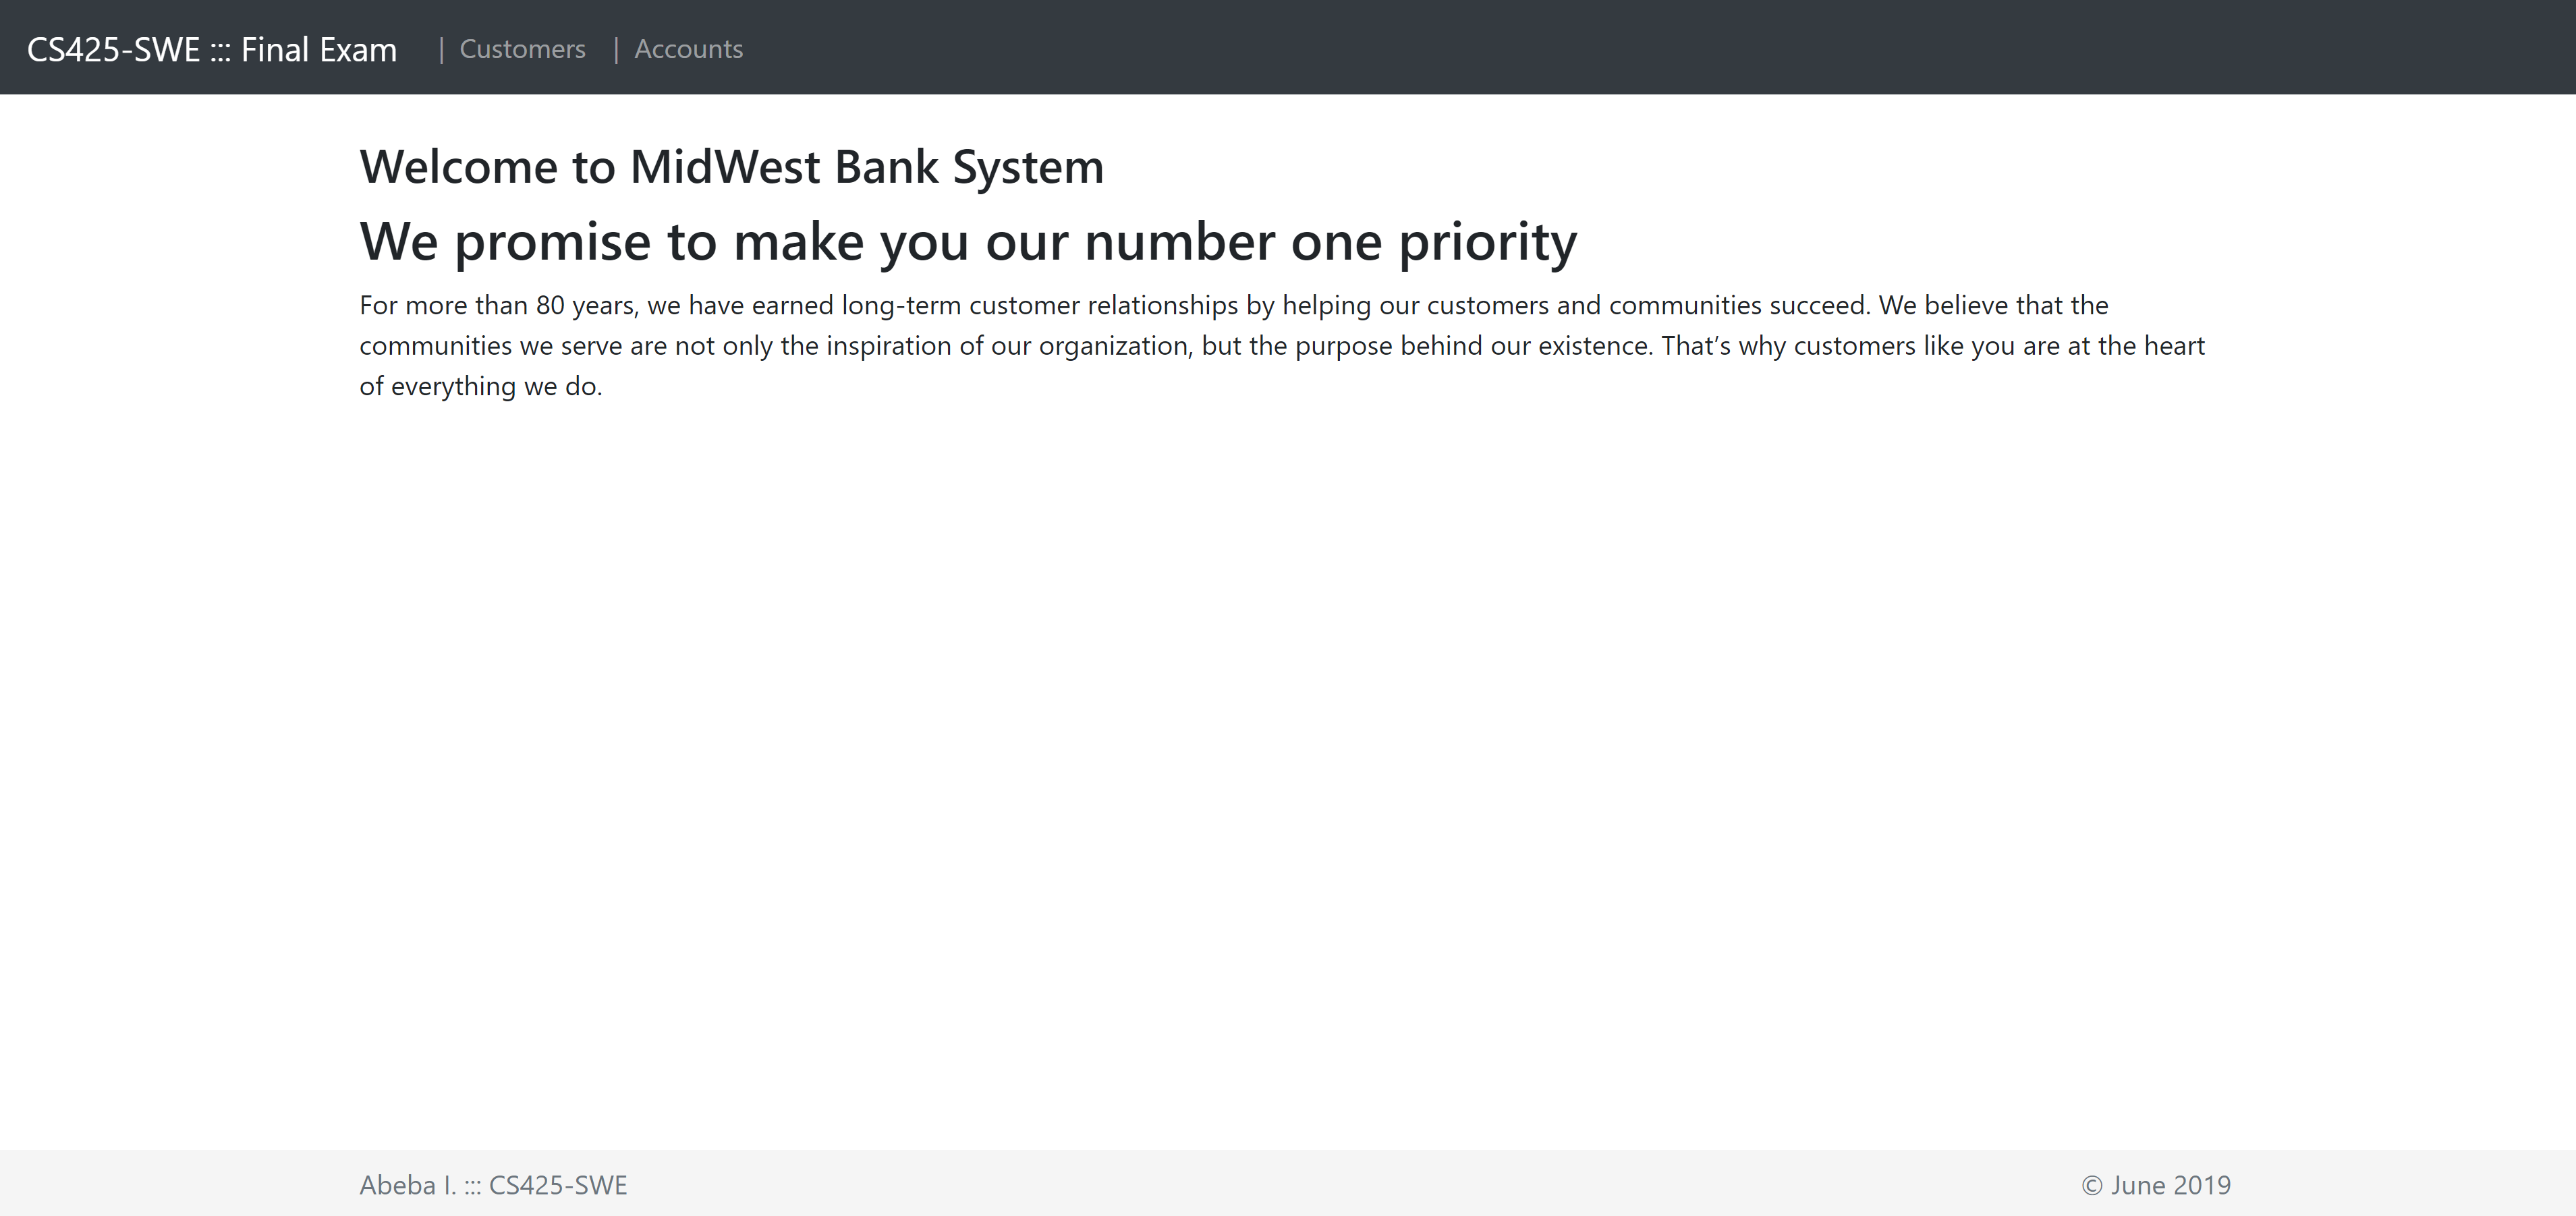 CS425-SWE ::: Final Exam | Customers | Accounts
Welcome to MidWest Bank System
We promise to make you our number one priority
For more than 80 years, we have earned long-term customer relationships by helping our customers and communities succeed. We believe that the
communities we serve are not only the inspiration of our organization, but the purpose behind our existence. That’s why customers like you are at the heart
of everything we do.
Abeba I. ::: CS425-SWE © June 2019